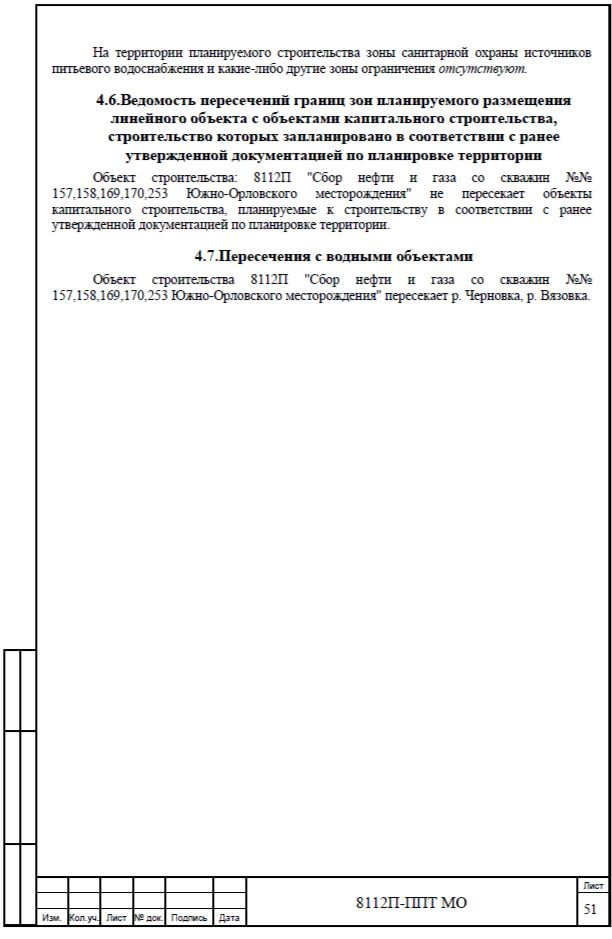 На территории планируемого строительства зоны санитарной охраны источников
питьевого водоснабжения и какие-либо другие зоны ограничения отсутствуют.
4.6.Ведомость пересечений границ зон планируемого размещения
линейного объекта с объектами капитального строительства,
строительство которых запланировано в соответствии с ранее
утвержденной документацией по планировке территории
Объект строительства: 8112П "Сбор нефти и газа со скважин №№
157,158,169,170,253 Южно-Орловского месторождения" не пересекает объекты
капитального строительства, планируемые к строительству в соответствии с ранее
утвержденной документацией по планировке территории.
4.7.Пересечения с водными объектами
Объект строительства 8112П "Сбор нефти и газа со скважин №№
157,158,169,170,253 Южно-Орловского месторождения" пересекает р. Черновка, р. Вязовка.
Изм. Кол.уч. Лист № док. Подпись Дата
8112П-ППТ МО
Лист
51